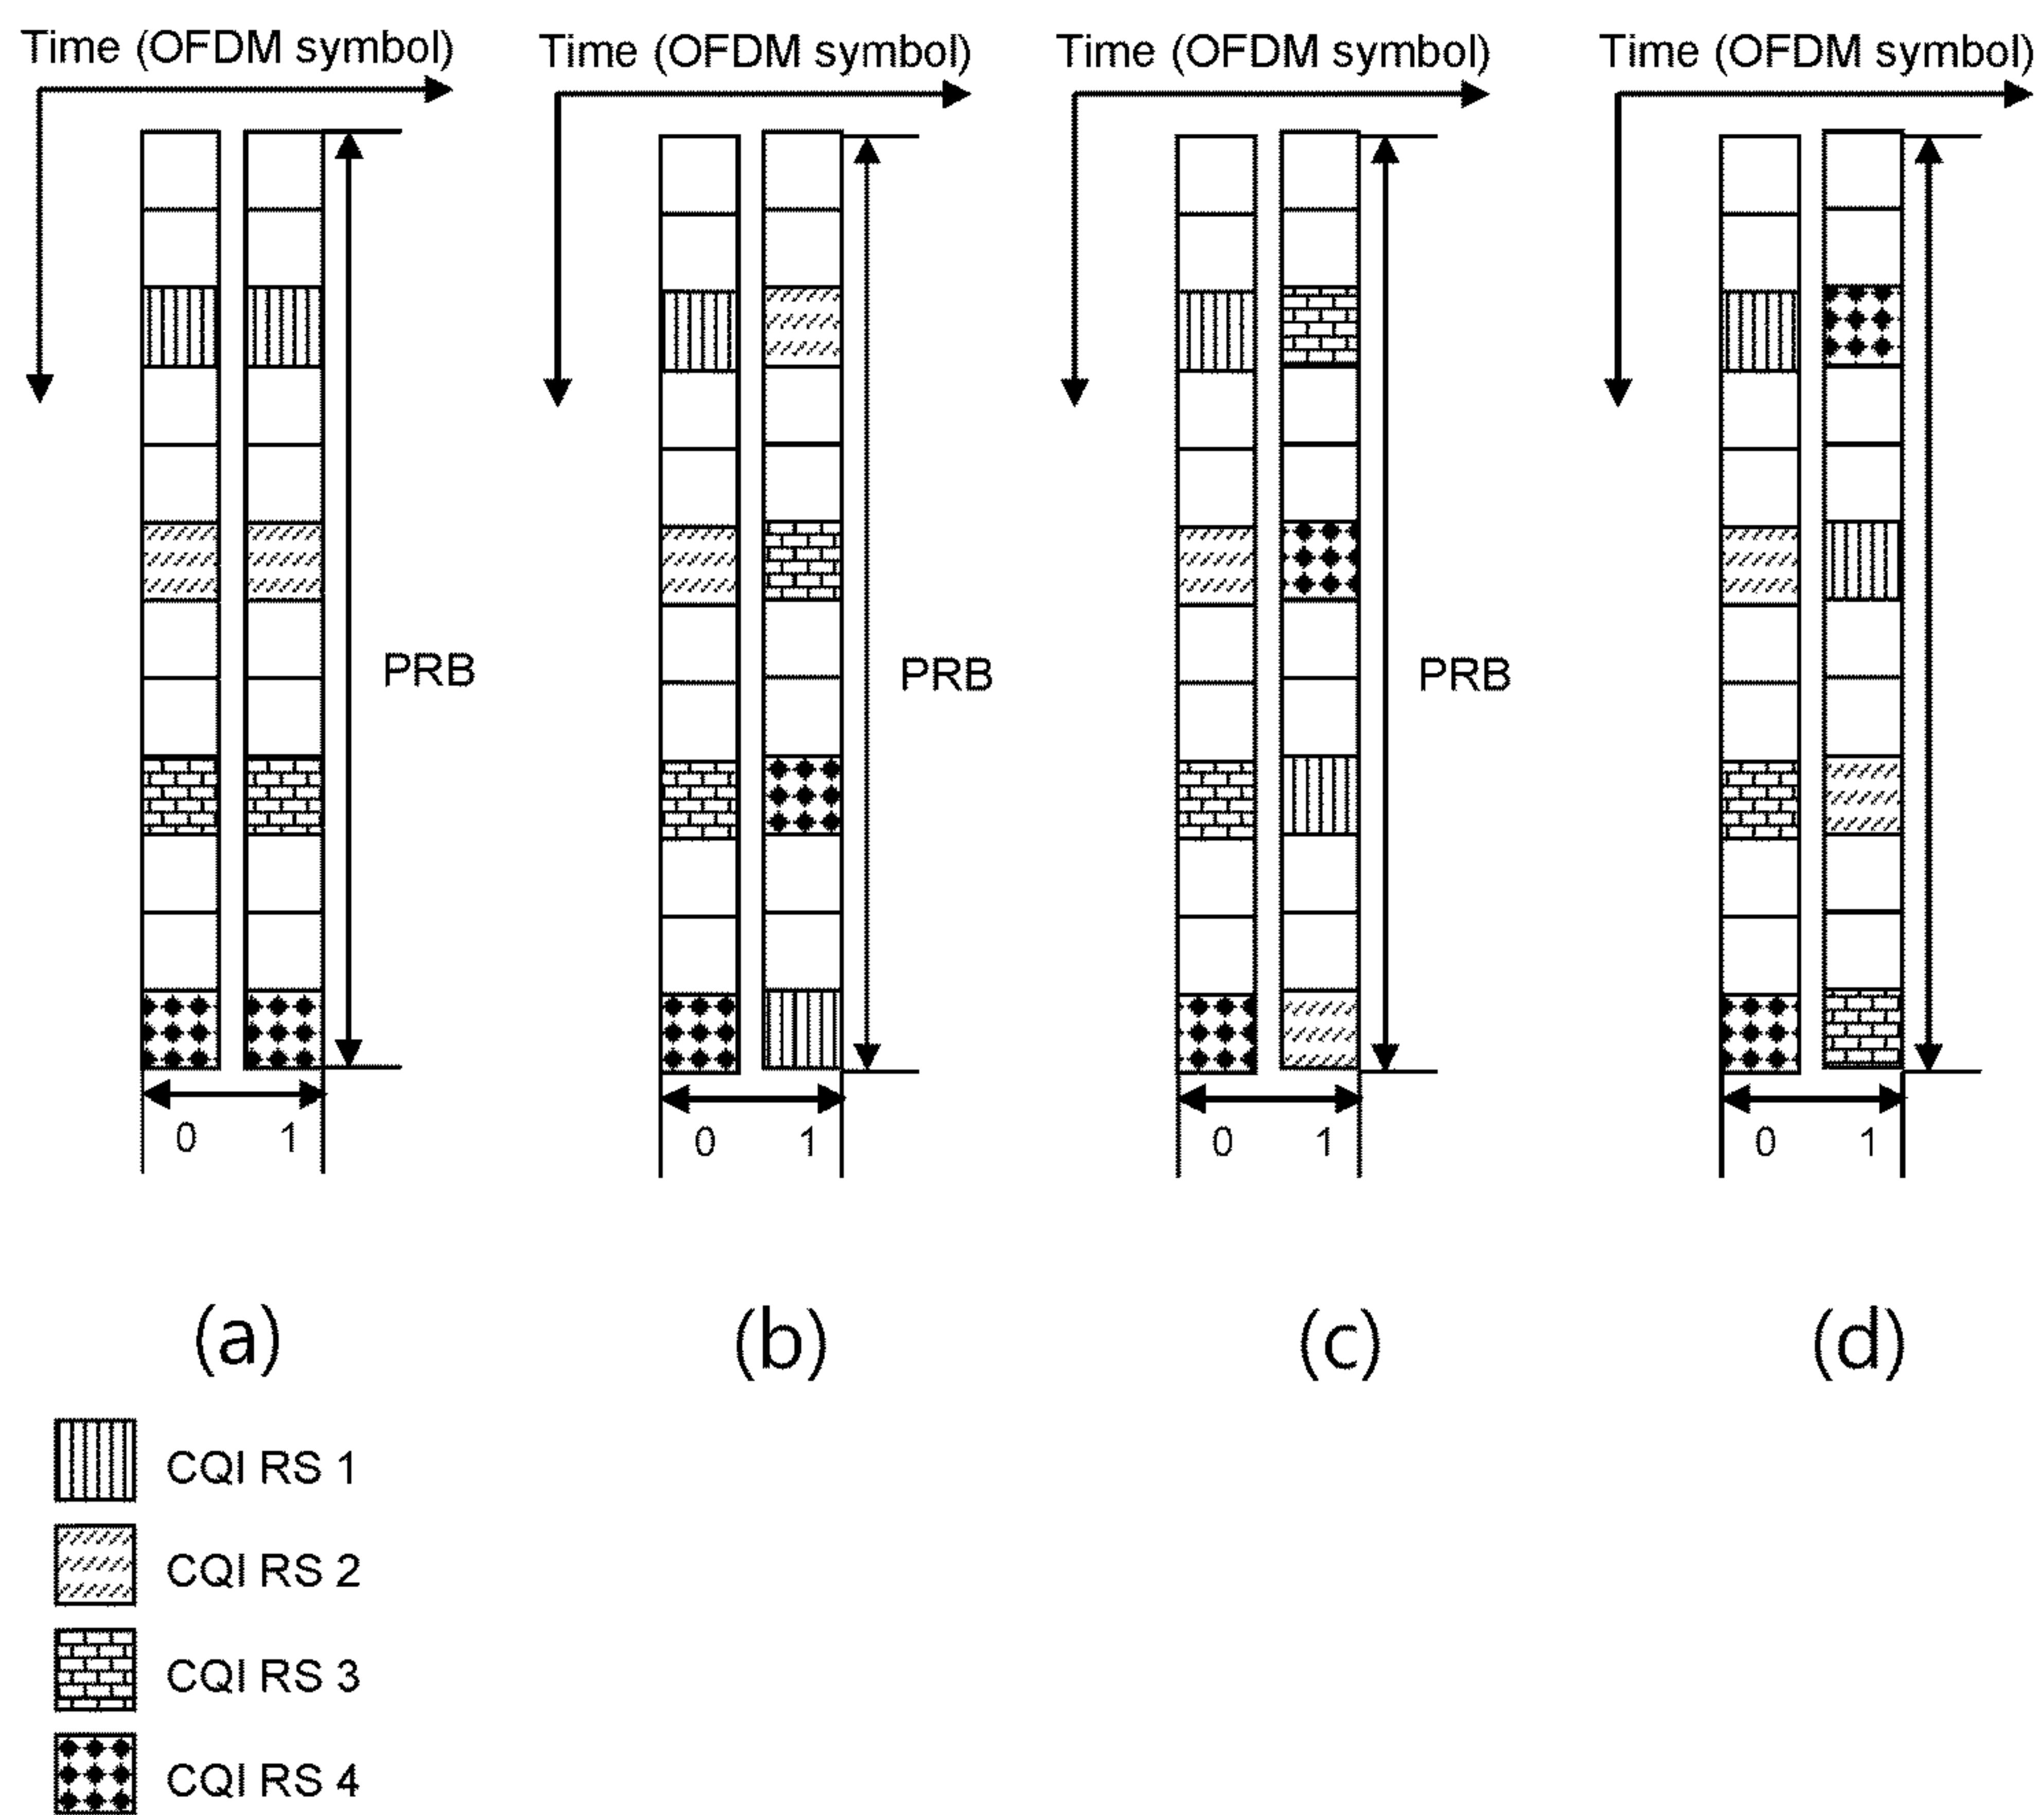 Time (OFDM symbol) Time (OFDM symbol) Time (OFDM symbol) Time (OFDM symbol)
PRB PRB PRB
0 1 0 1 0 1 0 1
(a) (b) (c) (d)
CQI RS 1
CQI RS 2
CQI RS 3
CQI RS 4